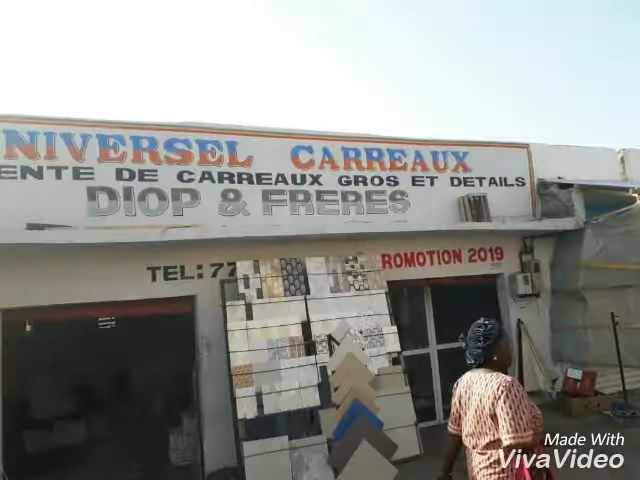 NIVERSEL CARREAUX
ENTE DE CARREAUX GROS ET DETAILS
DIOP & FRERES
TEL: 77
ROMOTION 2019
Made With
VivaVideo